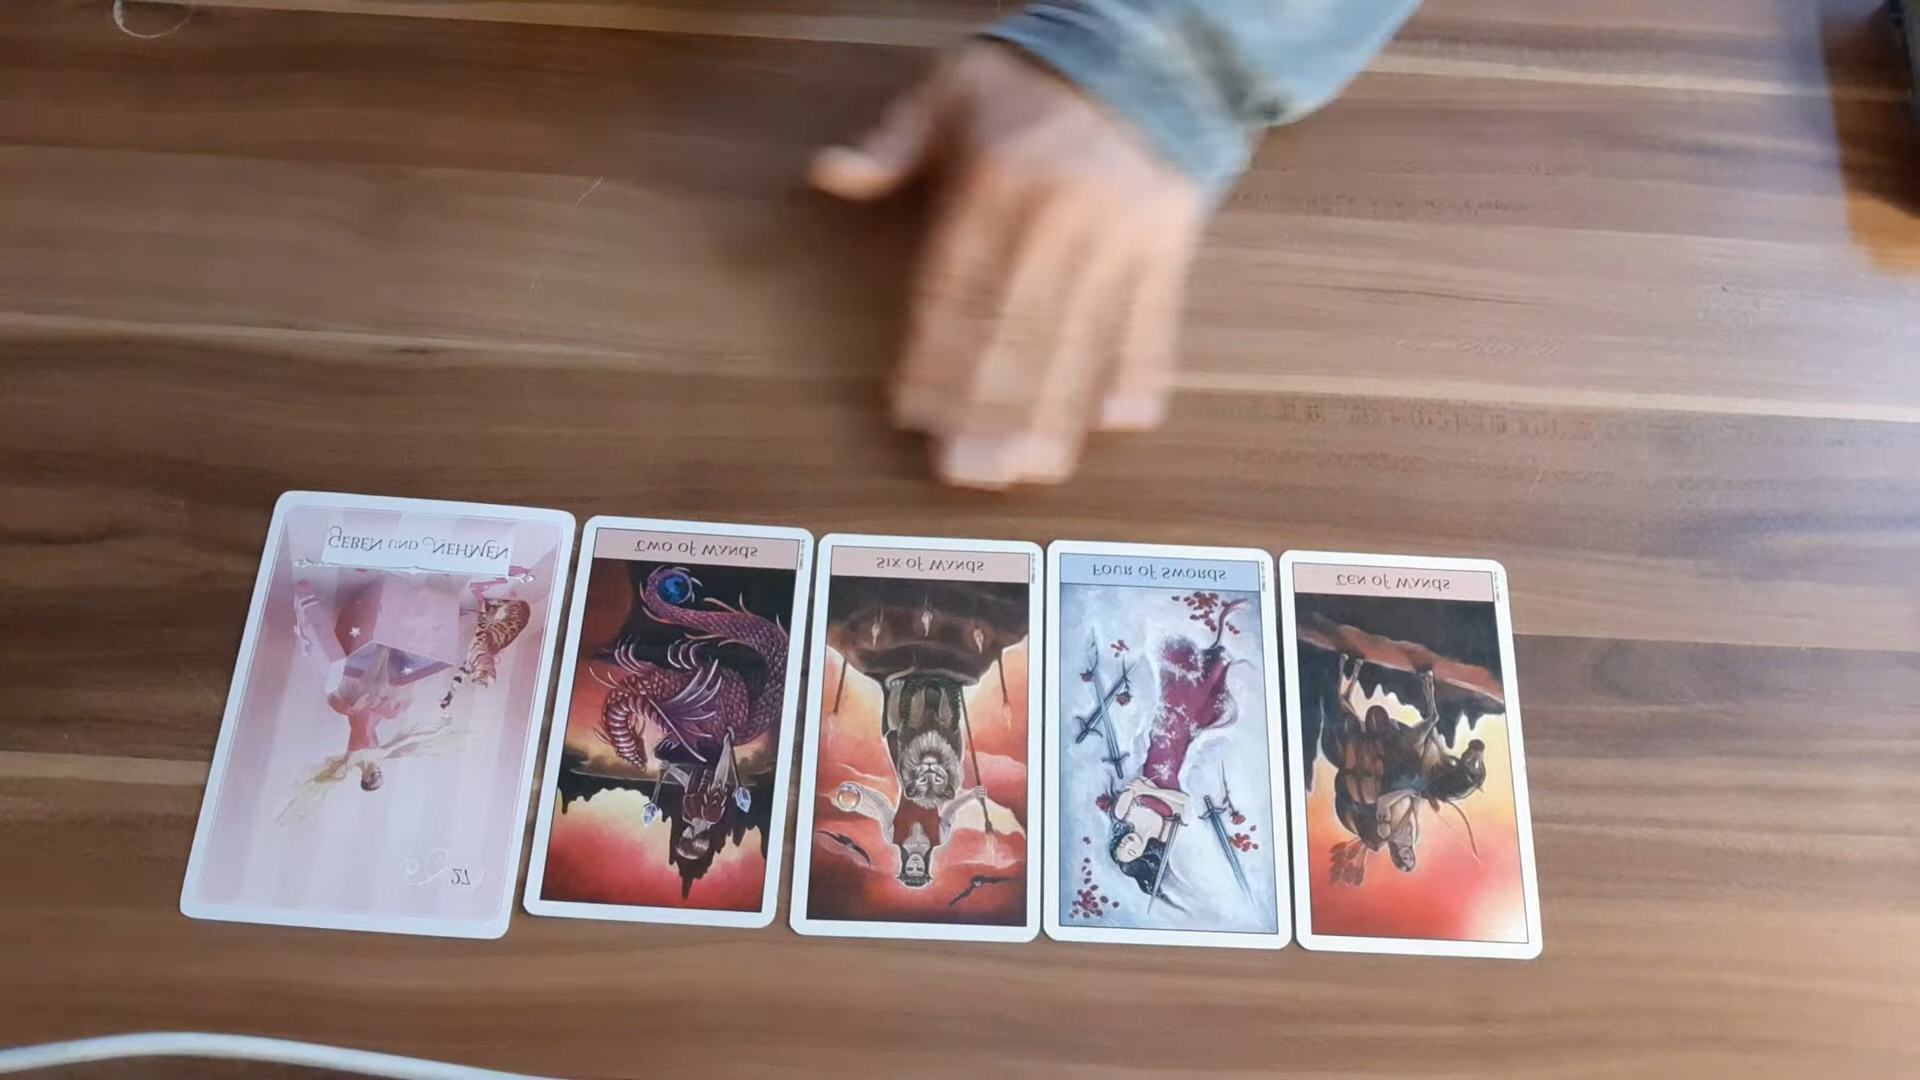 Geben und Nehmen
27
Two of Wands
Six of Wands
Four of Swords
Ten of Wands